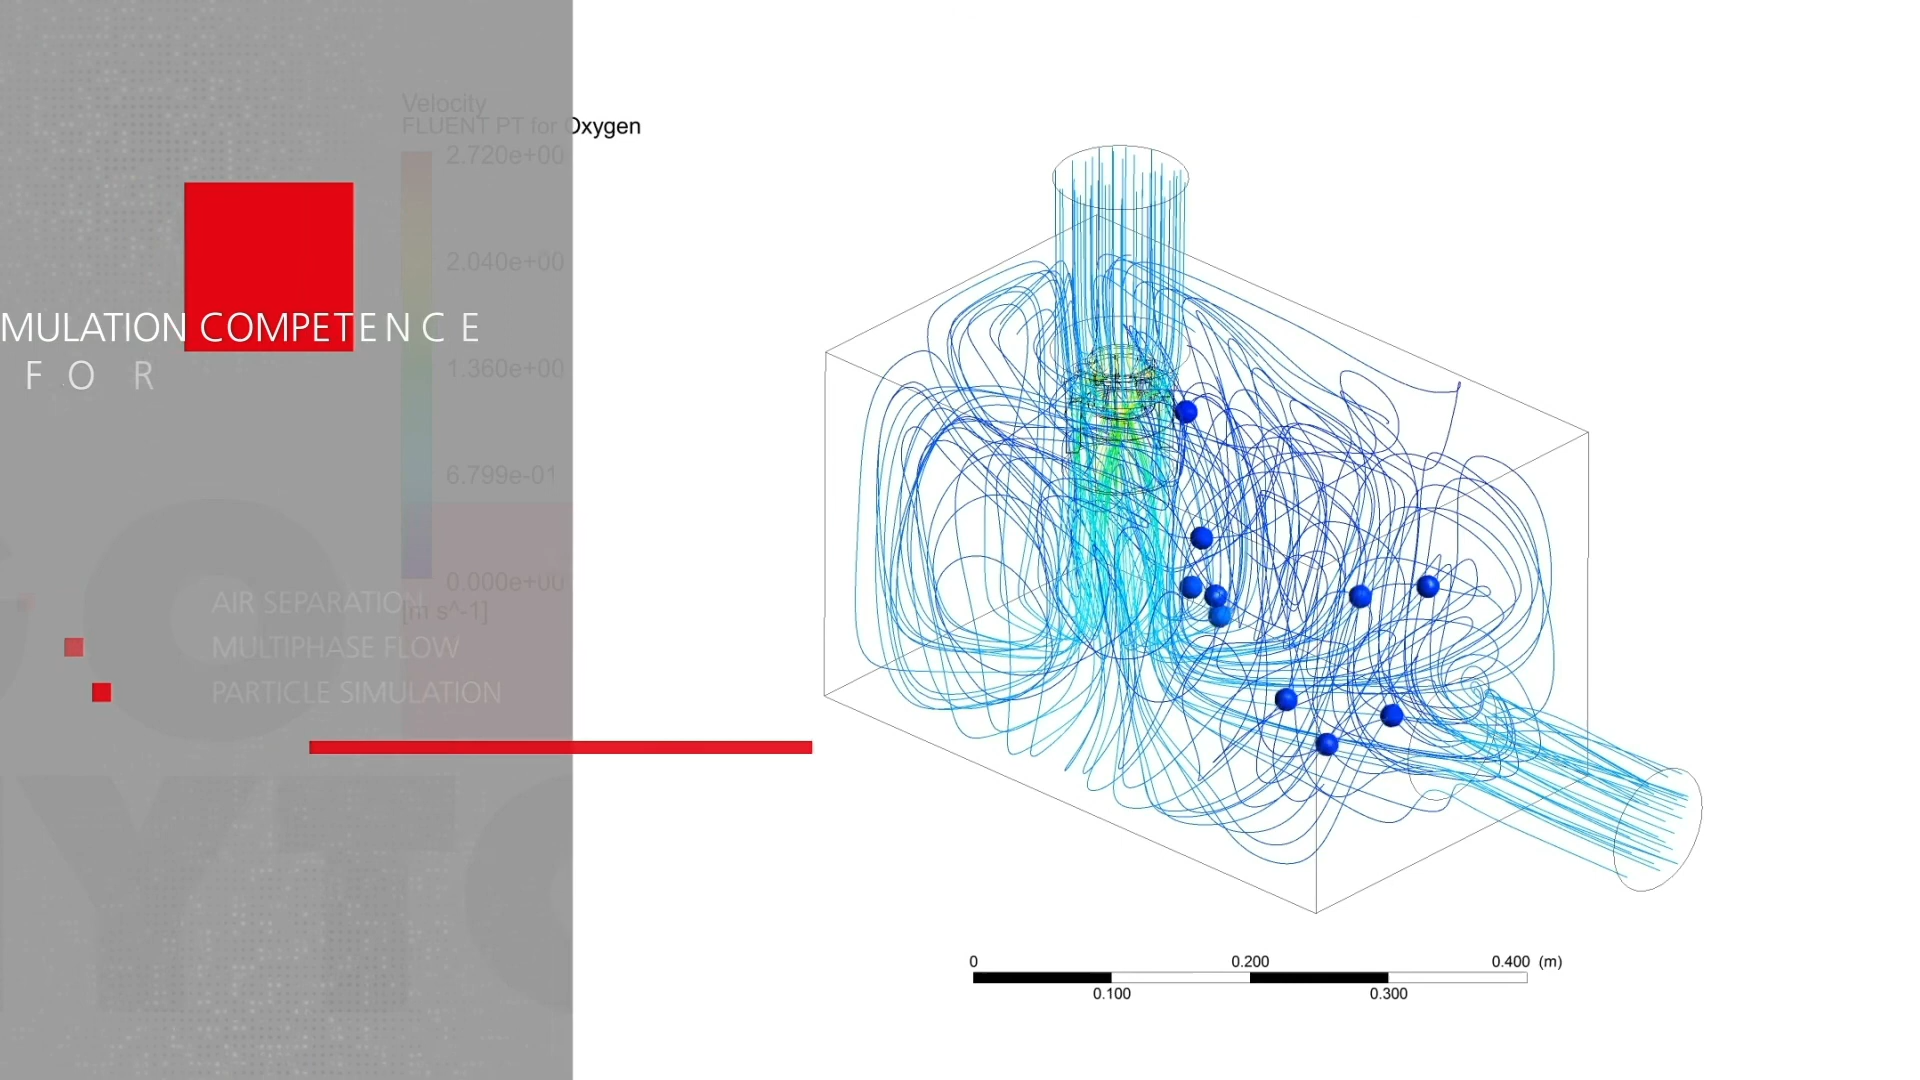 MULATION COMPETENCE
FOR
Velocity
FLUENT PT for Oxygen
2.720e+00
2.040e+00
1.360e+00
6.799e-01
0.000e+00
[m s^-1]
AIR SEPARATION
MULTIPHASE FLOW
PARTICLE SIMULATION
0 0.200 0.400 (m)
0.100 0.300